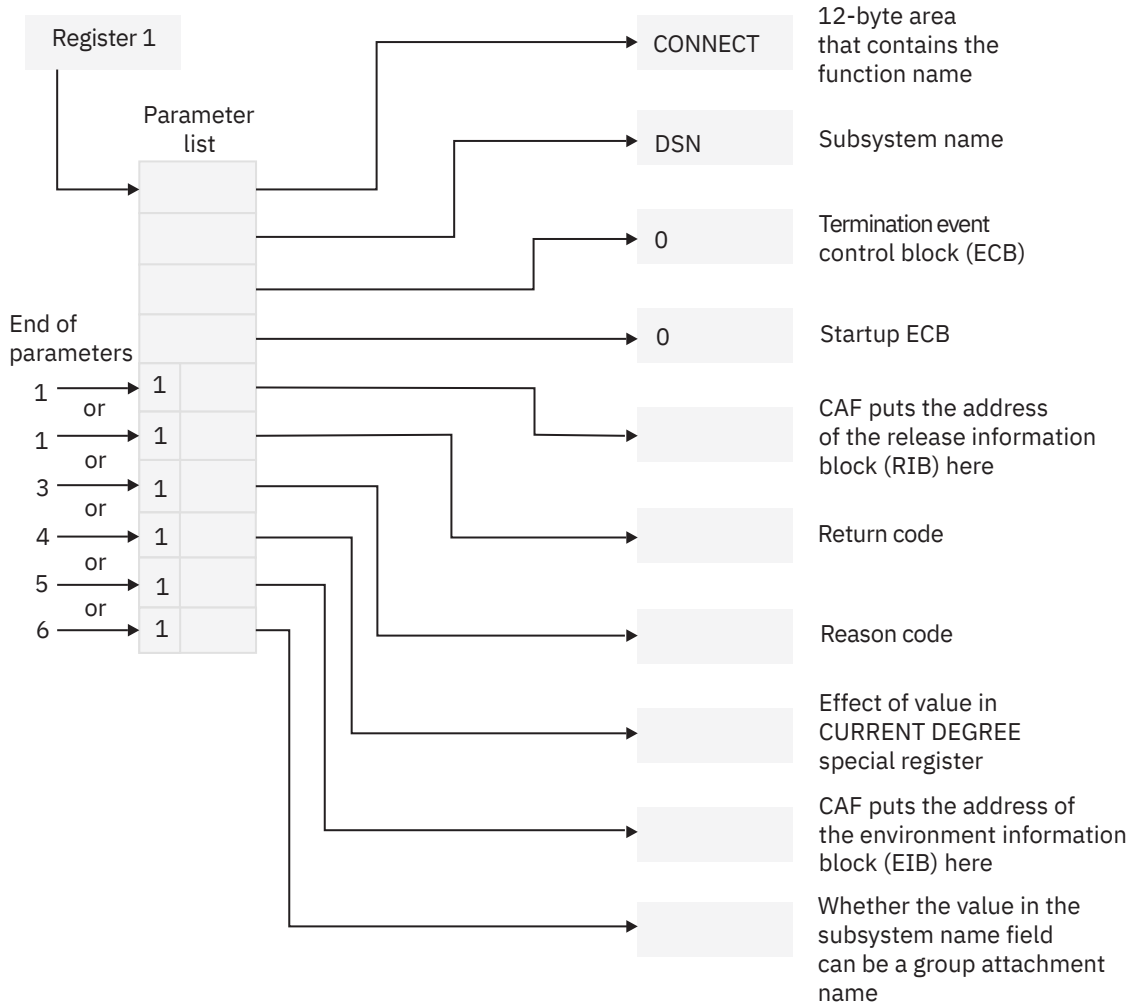 Register 1
CONNECT
12-byte area
that contains the
function name
Parameter
list
DSN
Subsystem name
0
Termination event
control block (ECB)
0
Startup ECB
End of
parameters
1
1
CAF puts the address
of the release information
block (RIB) here
or
1
1
or
3
1
or
Return code
4
1
or
5
1
or
6
1
Reason code
Effect of value in
CURRENT DEGREE
special register
CAF puts the address of
the environment information
block (EIB) here
Whether the value in the
subsystem name field
can be a group attachment
name